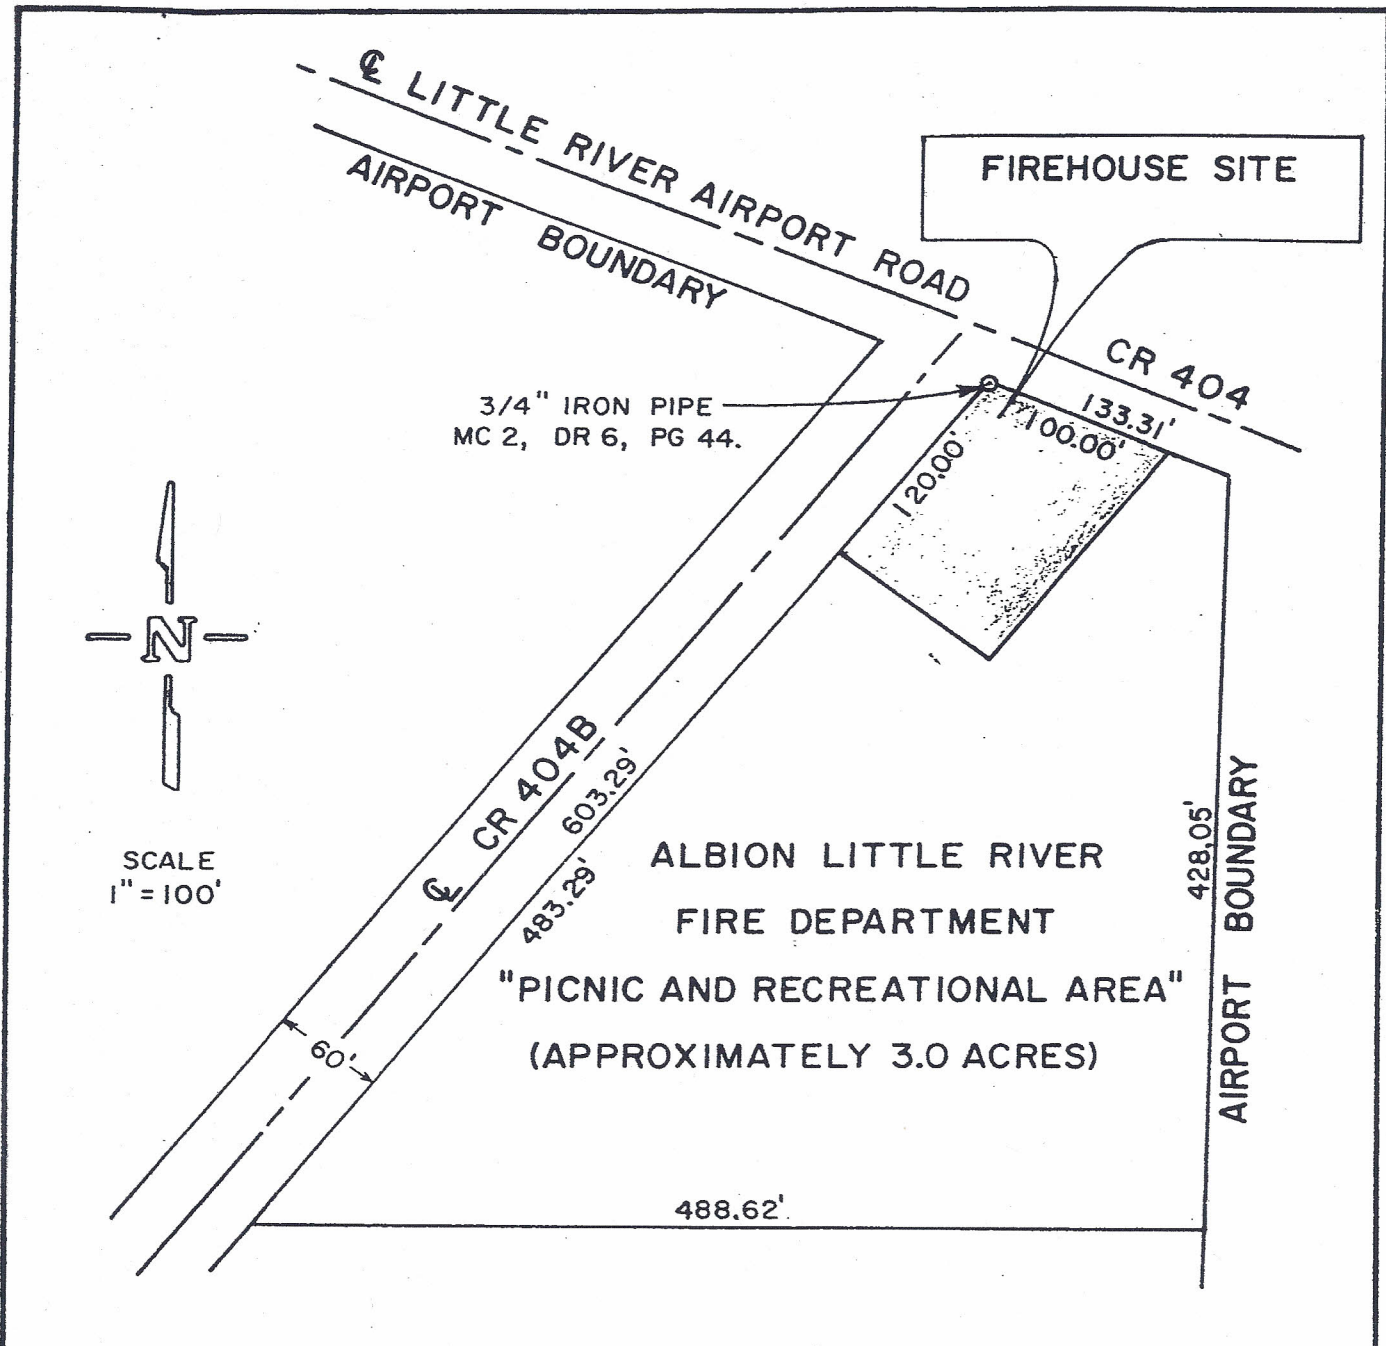 ℄ LITTLE RIVER AIRPORT ROAD
CR 404
AIRPORT BOUNDARY
FIREHOUSE SITE
3/4" IRON PIPE
MC 2, DR 6, PG 44.
133.31'
100.00'
120.00'
N
SCALE
1" = 100'
℄ CR 404B
603.29'
483.29'
60'
ALBION LITTLE RIVER
FIRE DEPARTMENT
"PICNIC AND RECREATIONAL AREA"
(APPROXIMATELY 3.0 ACRES)
428.05'
AIRPORT BOUNDARY
488.62'